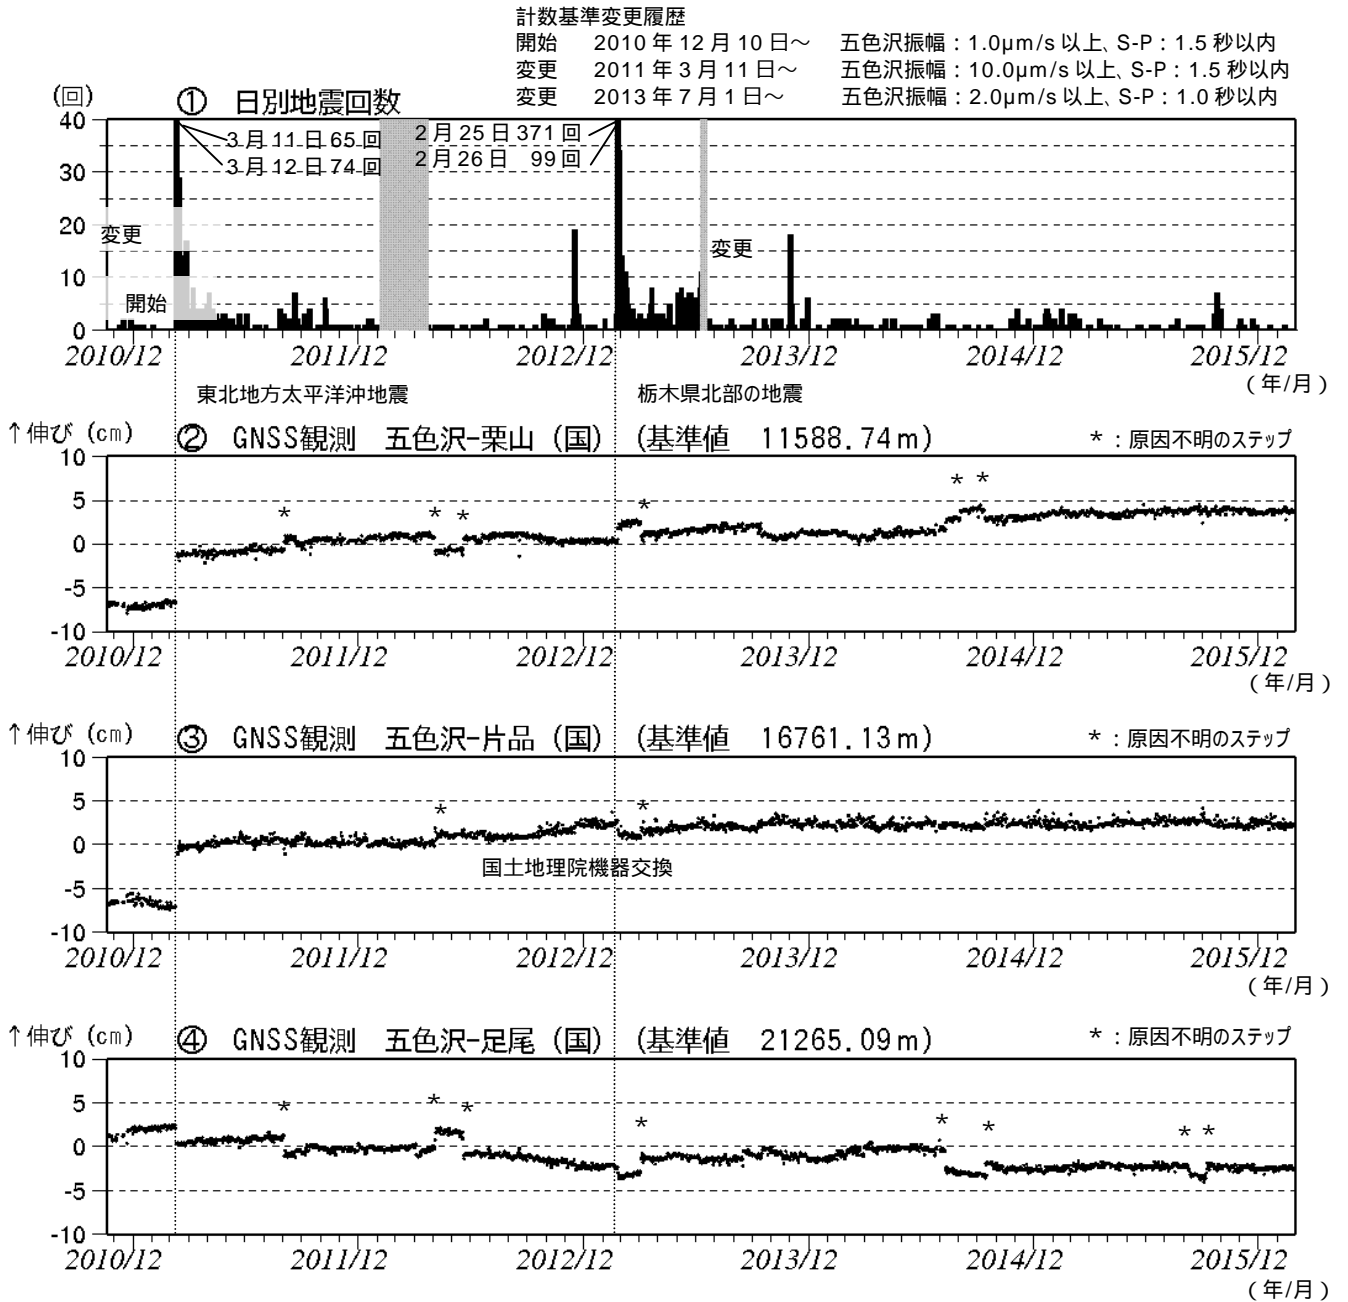 計数基準変更履歴
開始 2010年12月10日～ 五色沢振幅：1.0μm/s以上、S-P：1.5秒以内
変更 2011年3月11日～ 五色沢振幅：10.0μm/s以上、S-P：1.5秒以内
変更 2013年7月1日～ 五色沢振幅：2.0μm/s以上、S-P：1.0秒以内
(回) ① 日別地震回数
40
3月11日65回 2月25日371回
3月12日74回 2月26日 99回
30
20
変更 変更
10
開始
0
2010/12 2011/12 2012/12 2013/12 2014/12 2015/12
（年/月）
東北地方太平洋沖地震 栃木県北部の地震
↑伸び (cm) ② GNSS観測 五色沢-栗山（国） (基準値 11588.74m) *：原因不明のステップ
10
* *
5
* * * *
0
-5
-10
2010/12 2011/12 2012/12 2013/12 2014/12 2015/12
（年/月）
↑伸び (cm) ③ GNSS観測 五色沢-片品（国） (基準値 16761.13m) *：原因不明のステップ
10
5
* *
0
国土地理院機器交換
-5
-10
2010/12 2011/12 2012/12 2013/12 2014/12 2015/12
（年/月）
↑伸び (cm) ④ GNSS観測 五色沢-足尾（国） (基準値 21265.09m) *：原因不明のステップ
10
5
* * * * * * * *
0
-5
-10
2010/12 2011/12 2012/12 2013/12 2014/12 2015/12
（年/月）